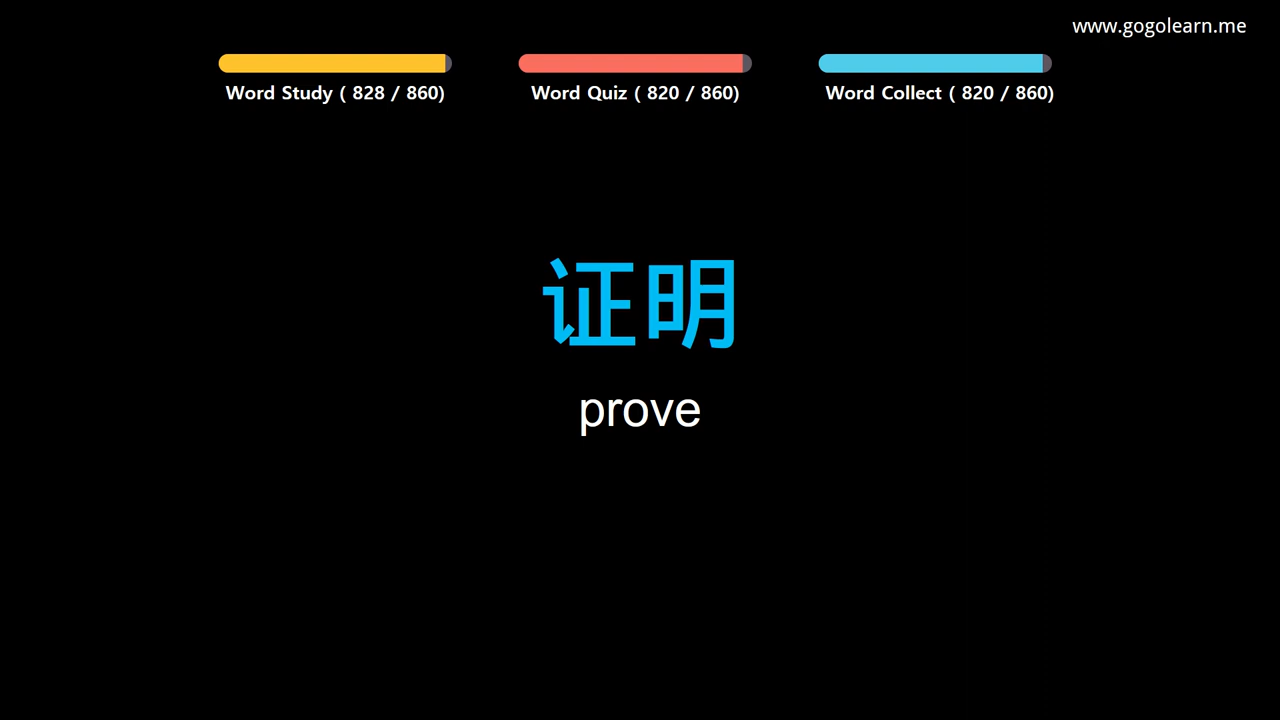 www.gogolearn.me
Word Study ( 828 / 860)
Word Quiz ( 820 / 860)
Word Collect ( 820 / 860)
证明
prove